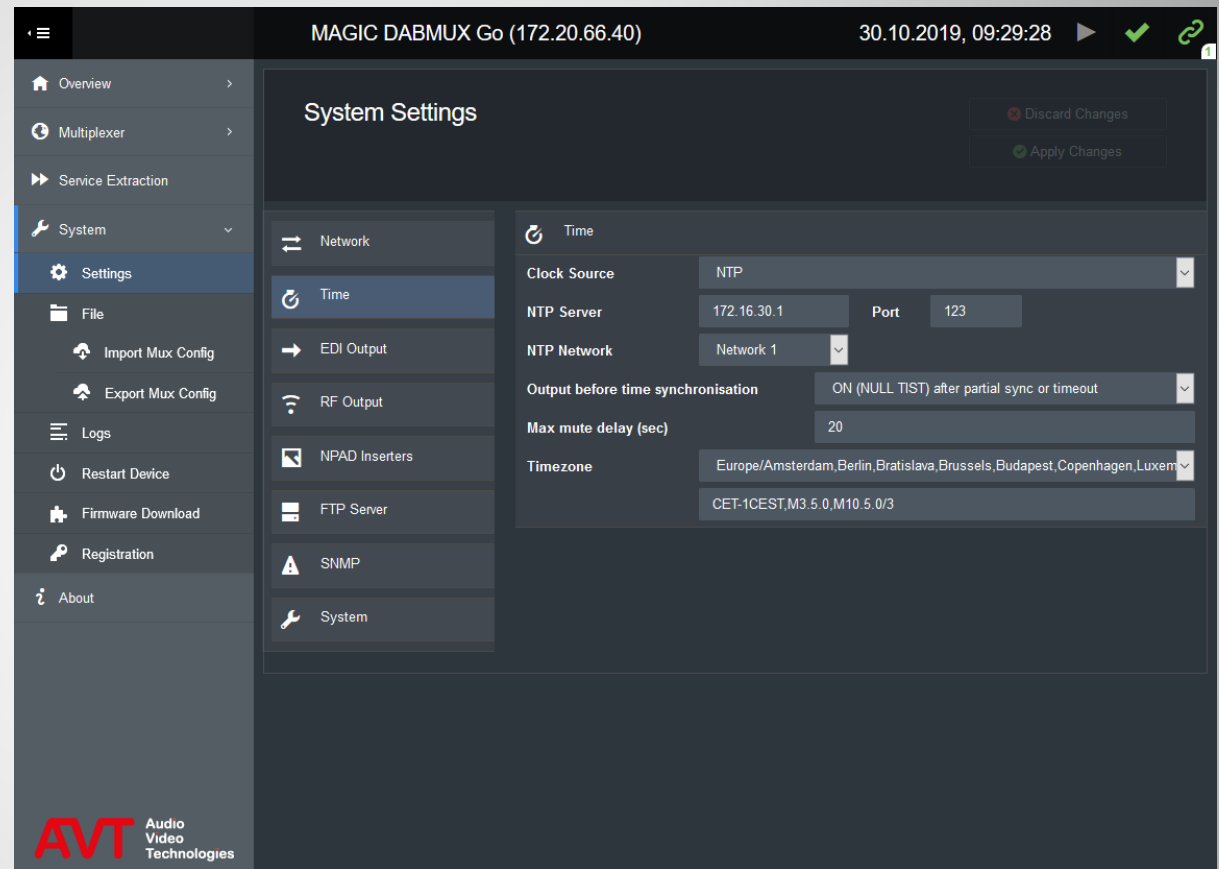 MAGIC DABMUX Go (172.20.66.40)
30.10.2019, 09:29:28
1
Overview
Multiplexer
Service Extraction
System
Settings
File
Import Mux Config
Export Mux Config
Logs
Restart Device
Firmware Download
Registration
About
AVT Audio
Video
Technologies
System Settings
Discard Changes
Apply Changes
Network
Time
EDI Output
RF Output
NPAD Inserters
FTP Server
SNMP
System
Time
Clock Source NTP
NTP Server 172.16.30.1 Port 123
NTP Network Network 1
Output before time synchronisation ON (NULL TIST) after partial sync or timeout
Max mute delay (sec) 20
Timezone Europe/Amsterdam,Berlin,Bratislava,Brussels,Budapest,Copenhagen,Luxem
CET-1CEST,M3.5.0,M10.5.0/3